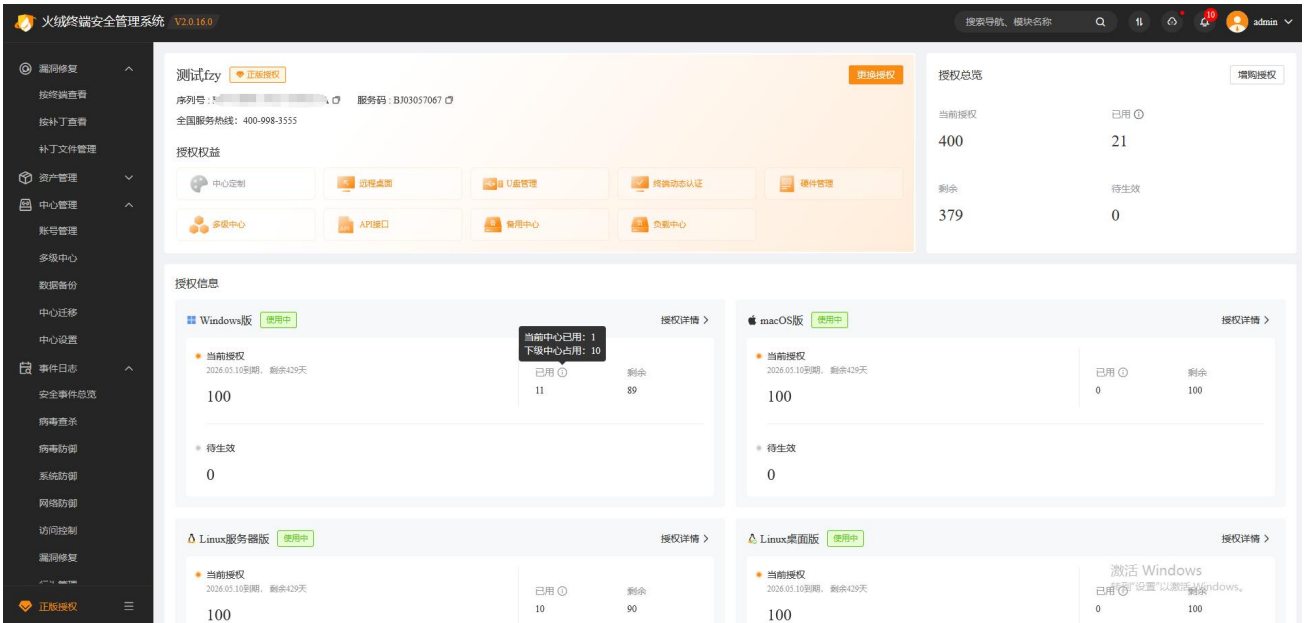 火绒终端安全管理系统 V2.0.16.0
搜索导航、模块名称
10
admin
漏洞修复
按终端查看
按补丁查看
补丁文件管理
资产管理
中心管理
账号管理
多级中心
数据备份
中心迁移
中心设置
事件日志
安全事件总览
病毒查杀
病毒防御
系统防御
网络防御
访问控制
漏洞修复
正版授权
测试fzy 正版授权
更换授权
序列号: 服务码: BJ03057067
全国服务热线: 400-998-3555
授权权益
中心定制 远程桌面 U盘管理 终端动态认证 硬件管理
多级中心 API接口 备用中心 负载中心
授权总览 增购授权
当前授权 已用
400 21
剩余 待生效
379 0
授权信息
Windows版 使用中 授权详情
当前中心已用: 1
下级中心占用: 10
当前授权
2026.05.10到期, 剩余429天
已用 剩余
100 11 89
待生效
0
macOS版 使用中 授权详情
当前授权
2026.05.10到期, 剩余429天
已用 剩余
100 0 100
待生效
0
Linux服务器版 使用中 授权详情
当前授权
2026.05.10到期, 剩余429天
已用 剩余
100 10 90
Linux桌面版 使用中 授权详情
当前授权
2026.05.10到期, 剩余429天
已用 剩余
100 0 100
激活 Windows
转到"设置"以激活 Windows。